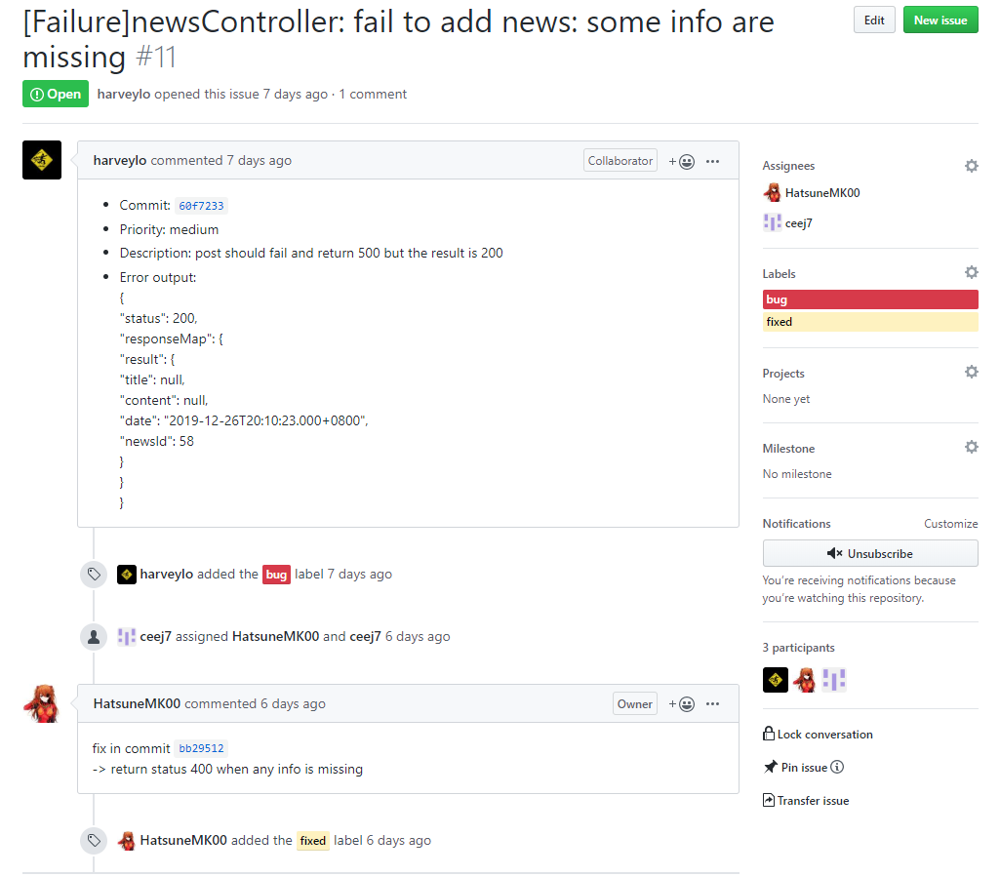 [Failure]newsController: fail to add news: some info are
missing #11
Edit
New issue
Open
harveylo opened this issue 7 days ago · 1 comment
harveylo commented 7 days ago
Collaborator
Commit: 60f7233
Priority: medium
Description: post should fail and return 500 but the result is 200
Error output:
{
"status": 200,
"responseMap": {
"result": {
"title": null,
"content": null,
"date": "2019-12-26T20:10:23.000+0800",
"newsId": 58
}
}
}
harveylo added the bug label 7 days ago
ceej7 assigned HatsuneMK00 and ceej7 6 days ago
HatsuneMK00 commented 6 days ago
Owner
fix in commit bb29512
-> return status 400 when any info is missing
HatsuneMK00 added the fixed label 6 days ago
Assignees
HatsuneMK00
ceej7
Labels
bug
fixed
Projects
None yet
Milestone
No milestone
Notifications
Customize
Unsubscribe
You're receiving notifications because
you're watching this repository.
3 participants
Lock conversation
Pin issue
Transfer issue